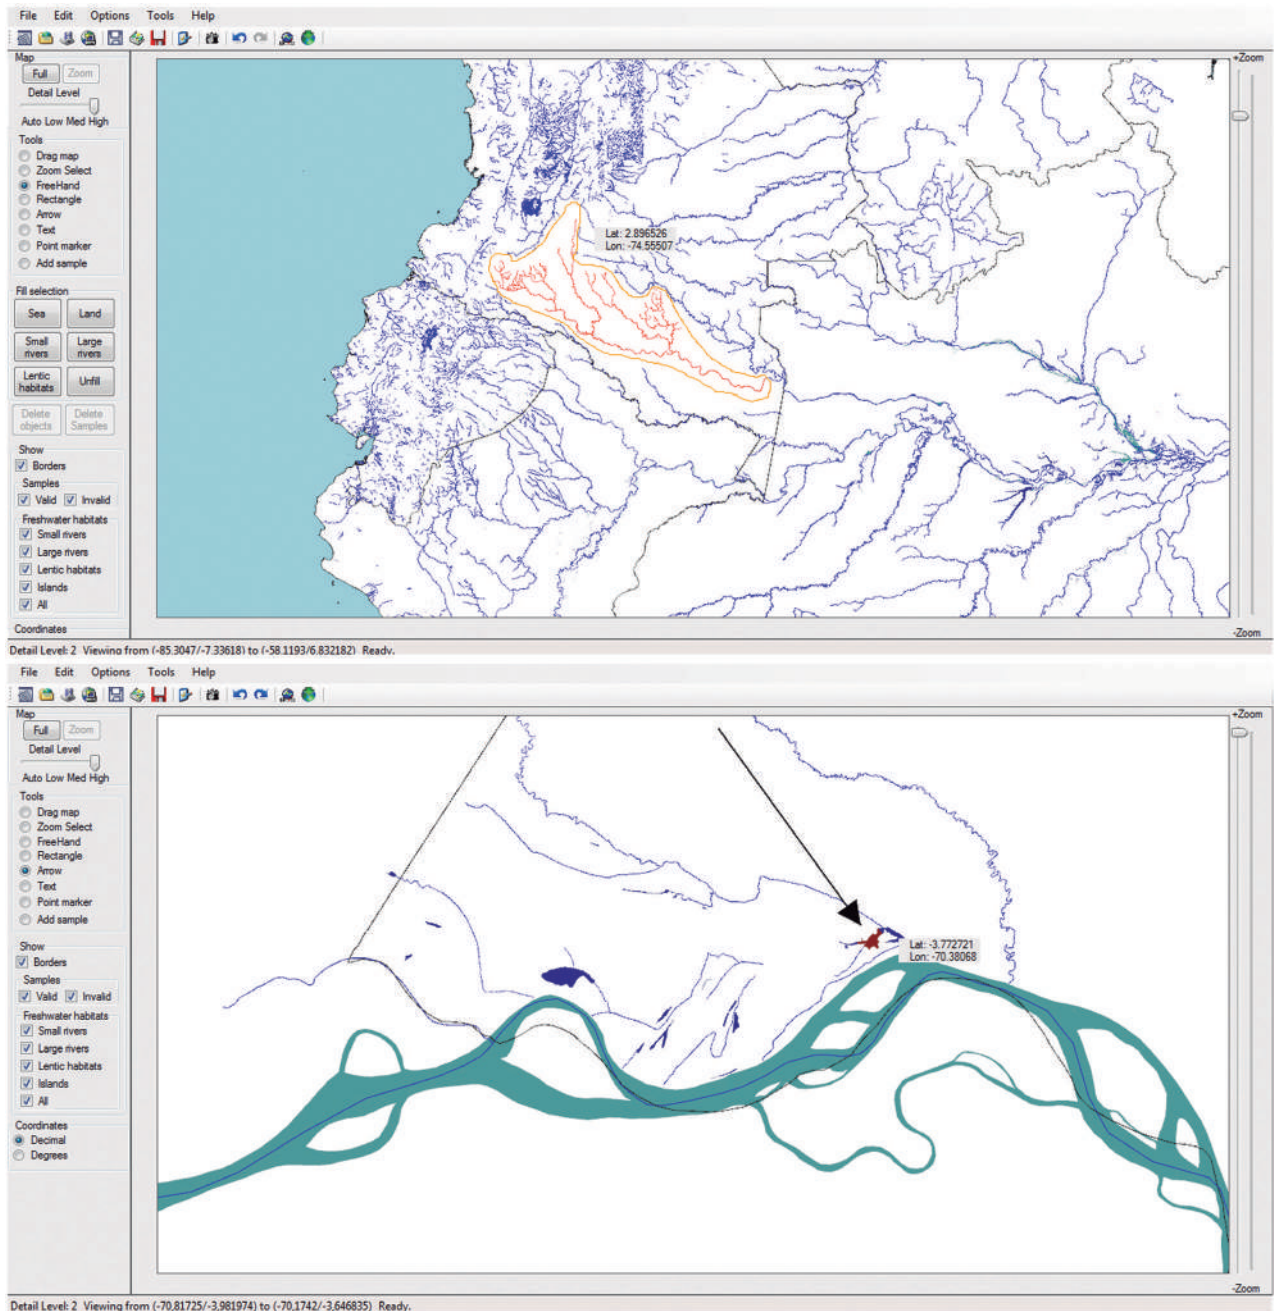 File Edit Options Tools Help
Map
Full Zoom
Detail Level
Auto Low Med High
Tools
Drag map
Zoom Select
FreeHand
Rectangle
Arrow
Text
Point marker
Add sample
Fill selection
Sea Land
Small rivers Large rivers
Lentic habitats Unfill
Delete objects Delete Samples
Show
Borders
Samples
Valid Invalid
Freshwater habitats
Small rivers
Large rivers
Lentic habitats
Islands
All
Coordinates
+Zoom
Lat: 2.896526
Lon: -74.55507
-Zoom
Detail Level: 2 Viewing from (-85.3047/-7.33618) to (-58.1193/6.832182) Ready.
File Edit Options Tools Help
Map
Full Zoom
Detail Level
Auto Low Med High
Tools
Drag map
Zoom Select
FreeHand
Rectangle
Arrow
Text
Point marker
Add sample
Show
Borders
Samples
Valid Invalid
Freshwater habitats
Small rivers
Large rivers
Lentic habitats
Islands
All
Coordinates
Decimal
Degrees
+Zoom
Lat: -3.772721
Lon: -70.38068
-Zoom
Detail Level: 2 Viewing from (-70.81725/-3.981974) to (-70.1742/-3.646835) Ready.